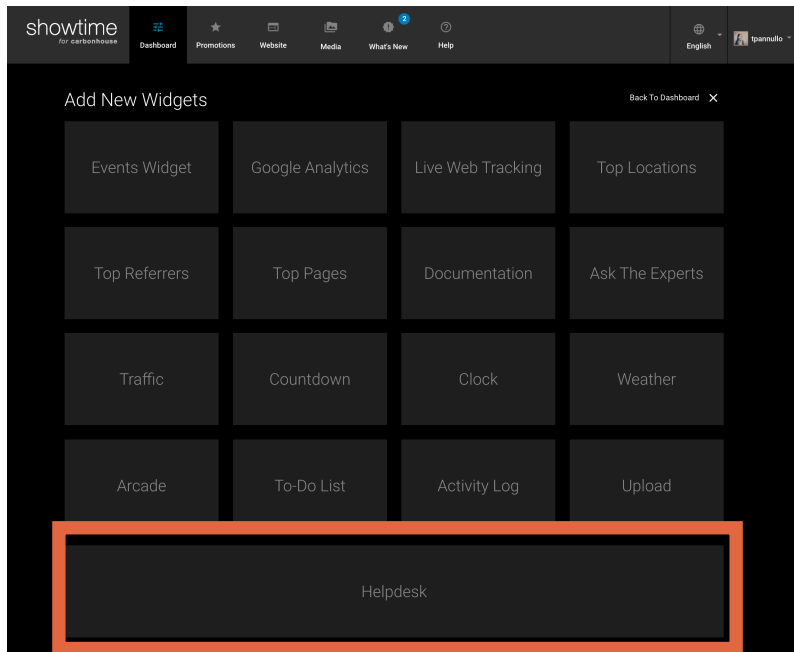 showtime
for carbonhouse
Dashboard
Promotions
Website
Media
2
What's New
Help
English
tpannullo
Add New Widgets
Back To Dashboard
Events Widget
Google Analytics
Live Web Tracking
Top Locations
Top Referrers
Top Pages
Documentation
Ask The Experts
Traffic
Countdown
Clock
Weather
Arcade
To-Do List
Activity Log
Upload
Helpdesk